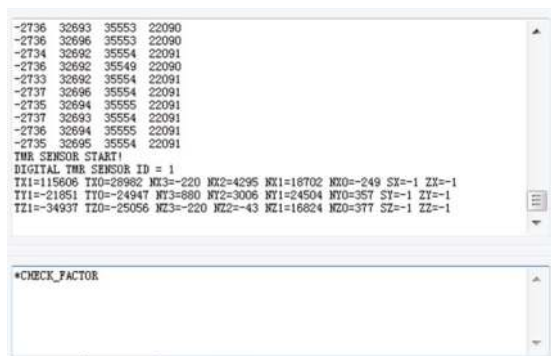 -2736 32693 35553 22090
-2736 32696 35553 22090
-2734 32692 35554 22091
-2736 32692 35549 22090
-2733 32692 35554 22091
-2737 32696 35554 22091
-2735 32694 35555 22091
-2737 32693 35554 22091
-2736 32694 35555 22091
-2735 32695 35554 22091
TMR SENSOR START!
DIGITAL TMR SENSOR ID = 1
TX1=115606 TX0=28982 NX3=-220 NX2=4295 NX1=18702 NX0=-249 SX=-1 ZX=-1
TY1=-21851 TY0=-24947 NY3=880 NY2=3006 NY1=24504 NY0=357 SY=-1 ZY=-1
TZ1=-34937 TZ0=-25056 NZ3=-220 NZ2=-43 NZ1=16824 NZ0=377 SZ=-1 ZZ=-1
*CHECK_FACTOR